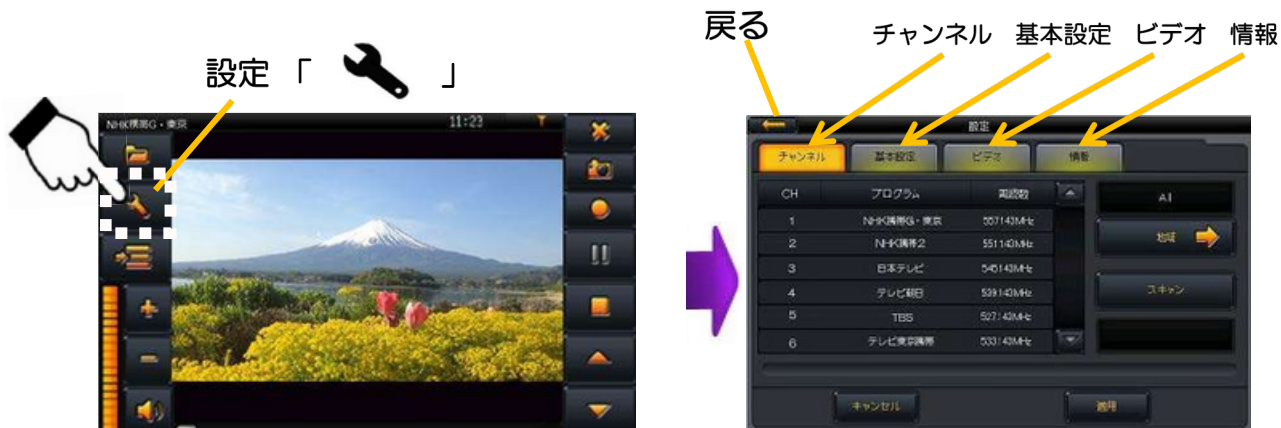 設定「 」
NHK携帯G・東京
11:23
戻る
チャンネル 基本設定 ビデオ 情報
設定
チャンネル 基本設定 ビデオ 情報
CH プログラム 周波数
1 NHK携帯G・東京 557143MHz
2 NHK携帯2 551143MHz
3 日本テレビ 545143MHz
4 テレビ朝日 539143MHz
5 TBS 527143MHz
6 テレビ東京携帯 533143MHz
All
地域
スキャン
キャンセル 適用